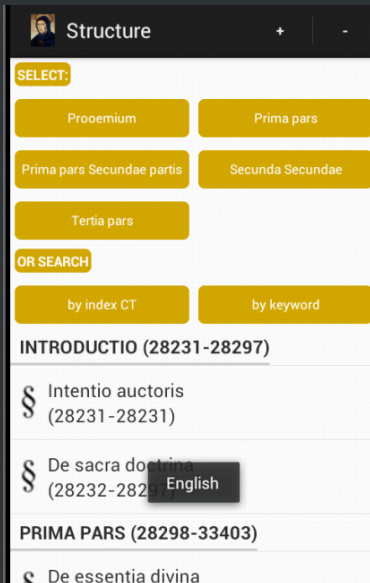 Structure + -
SELECT:
Prooemium
Prima pars
Prima pars Secundae partis
Secunda Secundae
Tertia pars
OR SEARCH
by index CT
by keyword
INTRODUCTIO (28231-28297)
§ Intentio auctoris
(28231-28231)
§ De sacra doctrina
(28232-28297)
English
PRIMA PARS (28298-33403)
§ De essentia divina